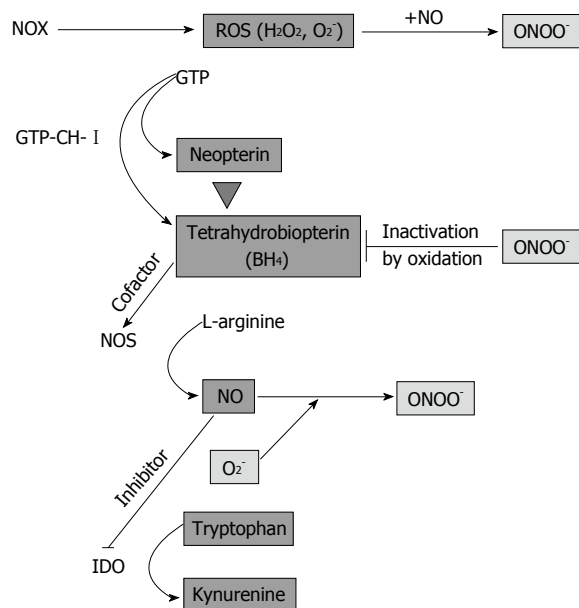 NOX
ROS (H₂O₂, O₂⁻)
+NO
ONOO⁻
GTP
GTP-CH- I
Neopterin
Tetrahydrobiopterin
(BH₄)
Inactivation
by oxidation
ONOO⁻
Cofactor
NOS
L-arginine
NO
ONOO⁻
O₂⁻
Inhibitor
IDO
Tryptophan
Kynurenine